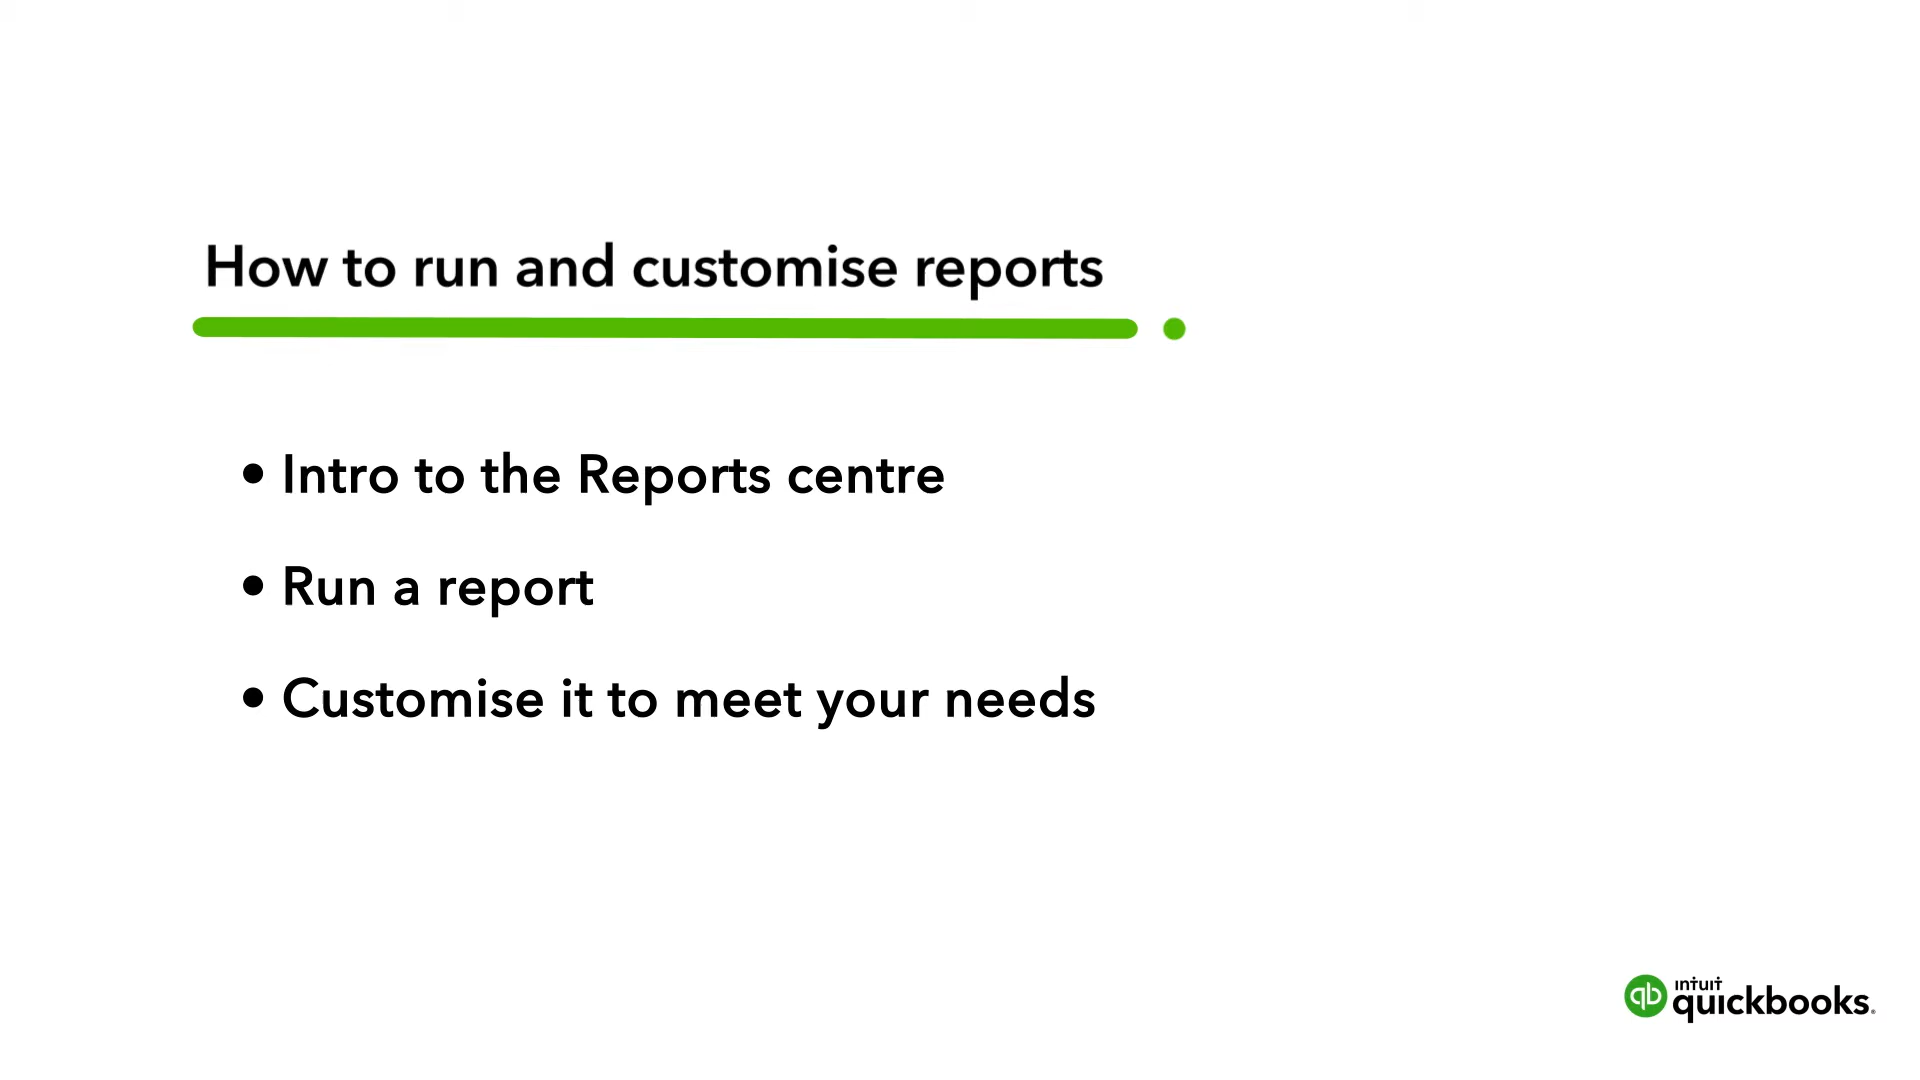 How to run and customise reports
• Intro to the Reports centre
• Run a report
• Customise it to meet your needs
qb
intuit
quickbooks.